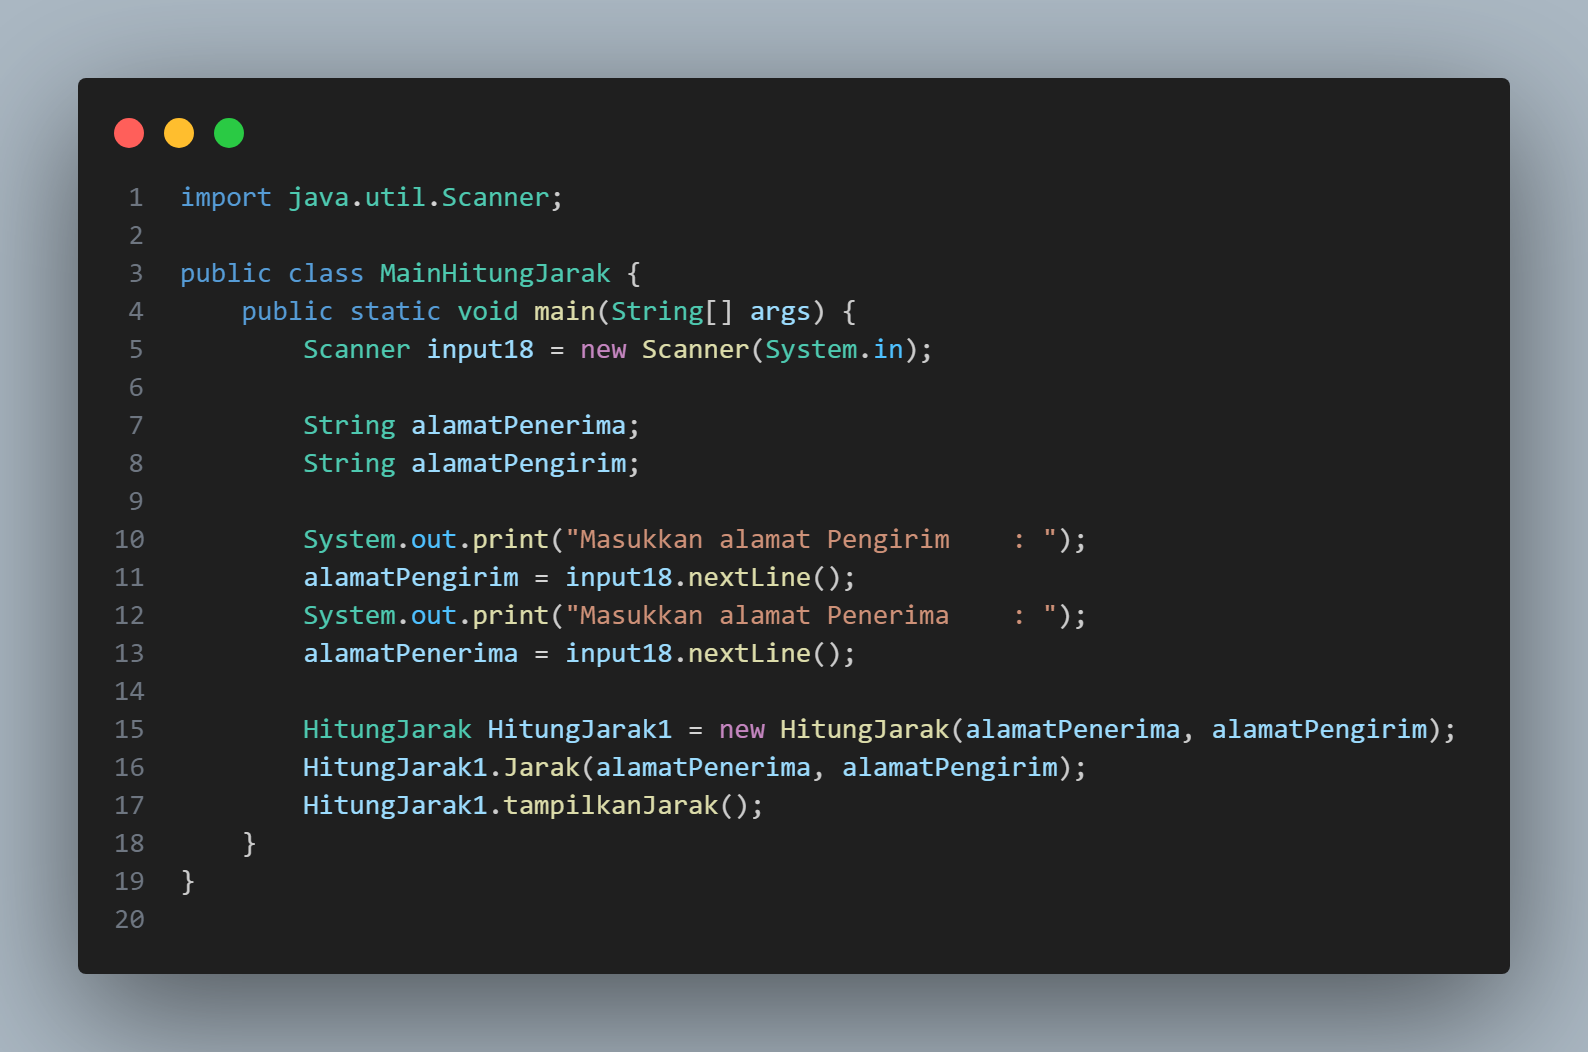 1 import java.util.Scanner;
2
3 public class MainHitungJarak {
4     public static void main(String[] args) {
5         Scanner input18 = new Scanner(System.in);
6
7         String alamatPenerima;
8         String alamatPengirim;
9
10         System.out.print("Masukkan alamat Pengirim    : ");
11         alamatPengirim = input18.nextLine();
12         System.out.print("Masukkan alamat Penerima    : ");
13         alamatPenerima = input18.nextLine();
14
15         HitungJarak HitungJarak1 = new HitungJarak(alamatPenerima, alamatPengirim);
16         HitungJarak1.Jarak(alamatPenerima, alamatPengirim);
17         HitungJarak1.tampilkanJarak();
18     }
19 }
20